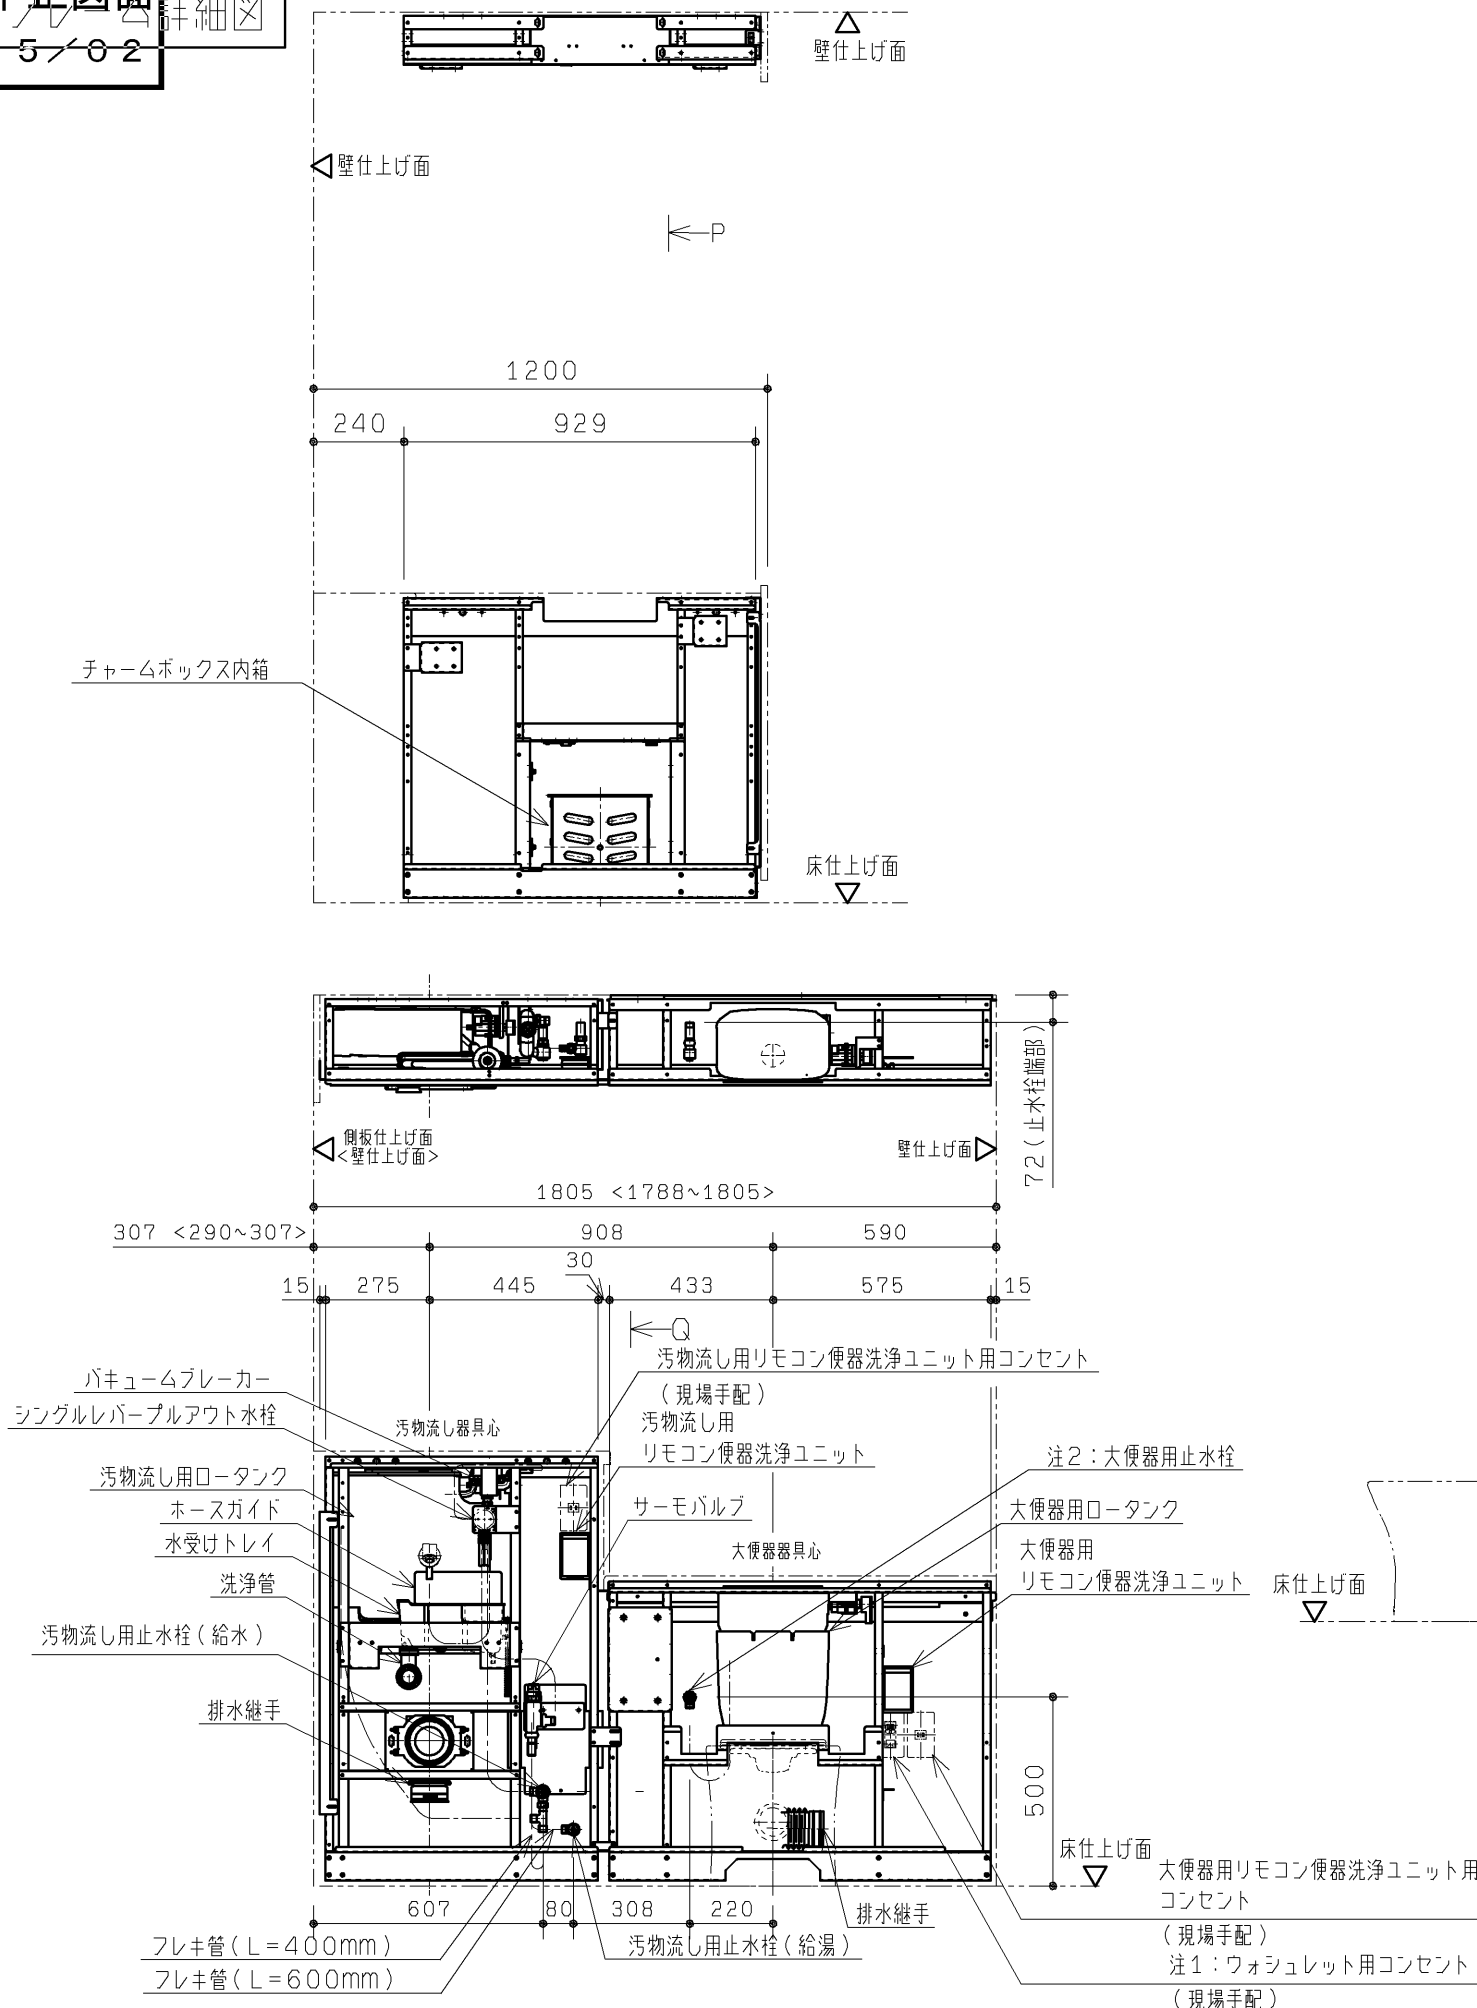 詳細図
5/02
壁仕上げ面
壁仕上げ面
P
1200
240
929
チャームボックス内箱
床仕上げ面
72(止水栓端部)
側板仕上げ面
<壁仕上げ面>
壁仕上げ面
1805 <1788~1805>
307 <290~307>
908
590
30
15
275
445
433
575
15
Q
汚物流し用リモコン便器洗浄ユニット用コンセント
(現場手配)
バキュームブレーカー
シングルレバープルアウト水栓
汚物流し器具心
汚物流し用
リモコン便器洗浄ユニット
注2:大便器用止水栓
汚物流し用ロータンク
ホースガイド
サーモバルブ
大便器用ロータンク
水受けトレイ
大便器器具心
大便器用
リモコン便器洗浄ユニット
洗浄管
床仕上げ面
汚物流し用止水栓(給水)
排水継手
500
床仕上げ面
大便器用リモコン便器洗浄ユニット用
コンセント
(現場手配)
607
80
308
220
排水継手
フレキ管(L=400mm)
汚物流し用止水栓(給湯)
注1:ウォシュレット用コンセント
フレキ管(L=600mm)
(現場手配)